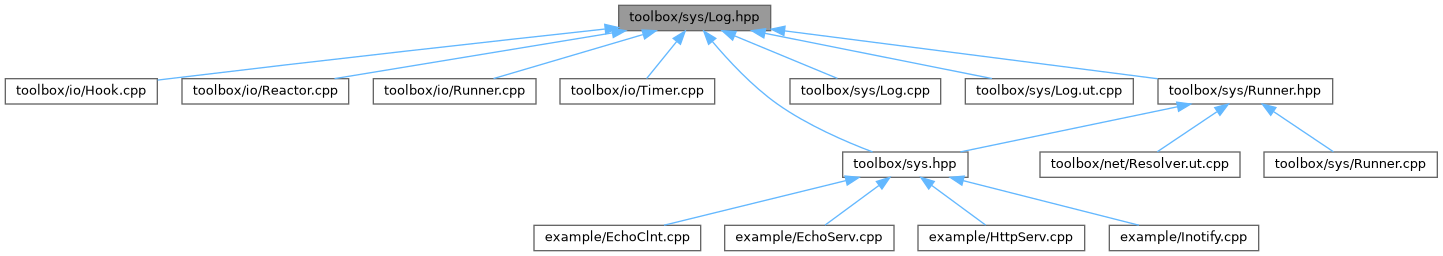 toolbox/sys/Log.hpp
toolbox/io/Hook.cpp
toolbox/io/Reactor.cpp
toolbox/io/Runner.cpp
toolbox/io/Timer.cpp
toolbox/sys/Log.cpp
toolbox/sys/Log.ut.cpp
toolbox/sys/Runner.hpp
toolbox/sys.hpp
toolbox/net/Resolver.ut.cpp
toolbox/sys/Runner.cpp
example/EchoClnt.cpp
example/EchoServ.cpp
example/HttpServ.cpp
example/Inotify.cpp